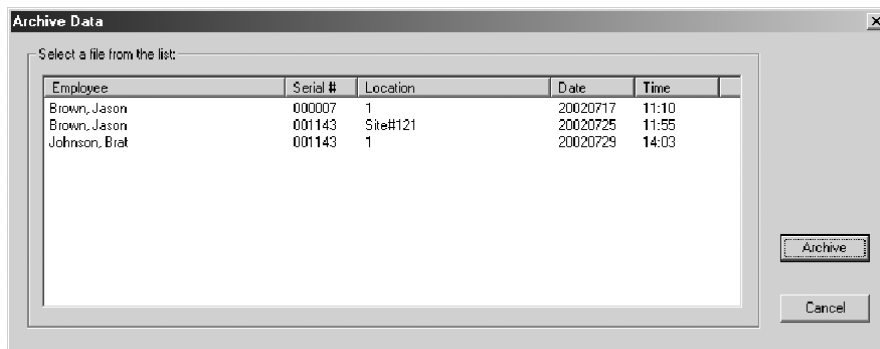 Archive Data
Select a file from the list:
Employee Serial # Location Date Time
Brown, Jason 000007 1 20020717 11:10
Brown, Jason 001143 Site#121 20020725 11:55
Johnson, Brat 001143 1 20020729 14:03
Archive
Cancel